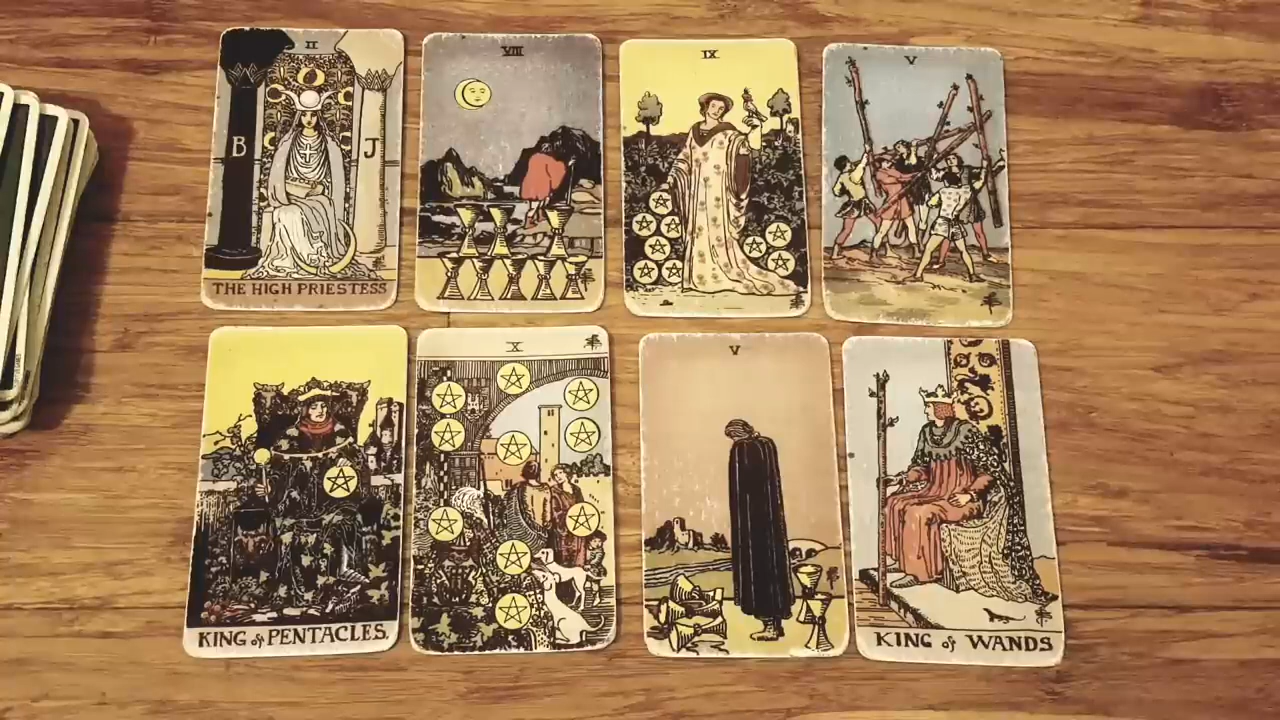 II
B J
THE HIGH PRIESTESS
VIII
IX
V
KING of PENTACLES.
X
V
KING of WANDS